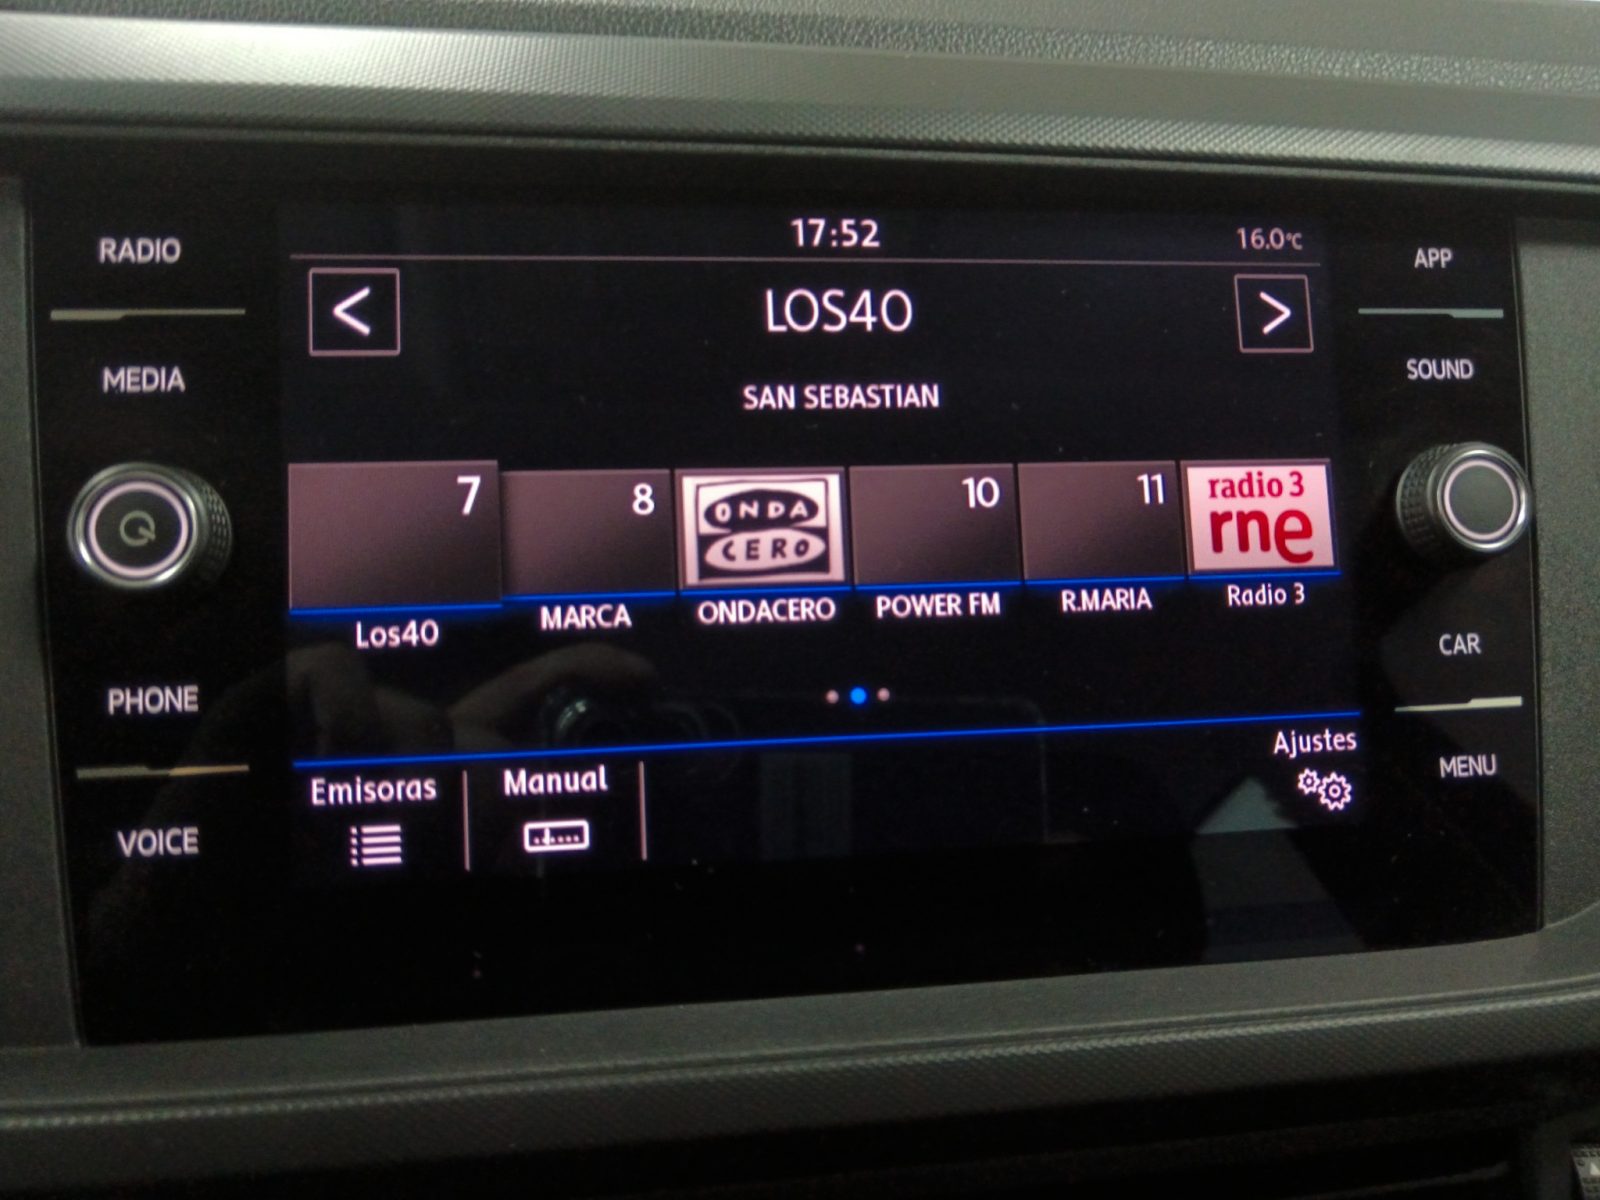 17:52
16.0°C
RADIO
APP
<
LOS40
>
MEDIA
SAN SEBASTIAN
SOUND
7
8
ONDA
CERO
10
11
radio 3
rne
Los40
MARCA
ONDACERO
POWER FM
R.MARIA
Radio 3
PHONE
CAR
Emisoras
Manual
Ajustes
MENU
VOICE